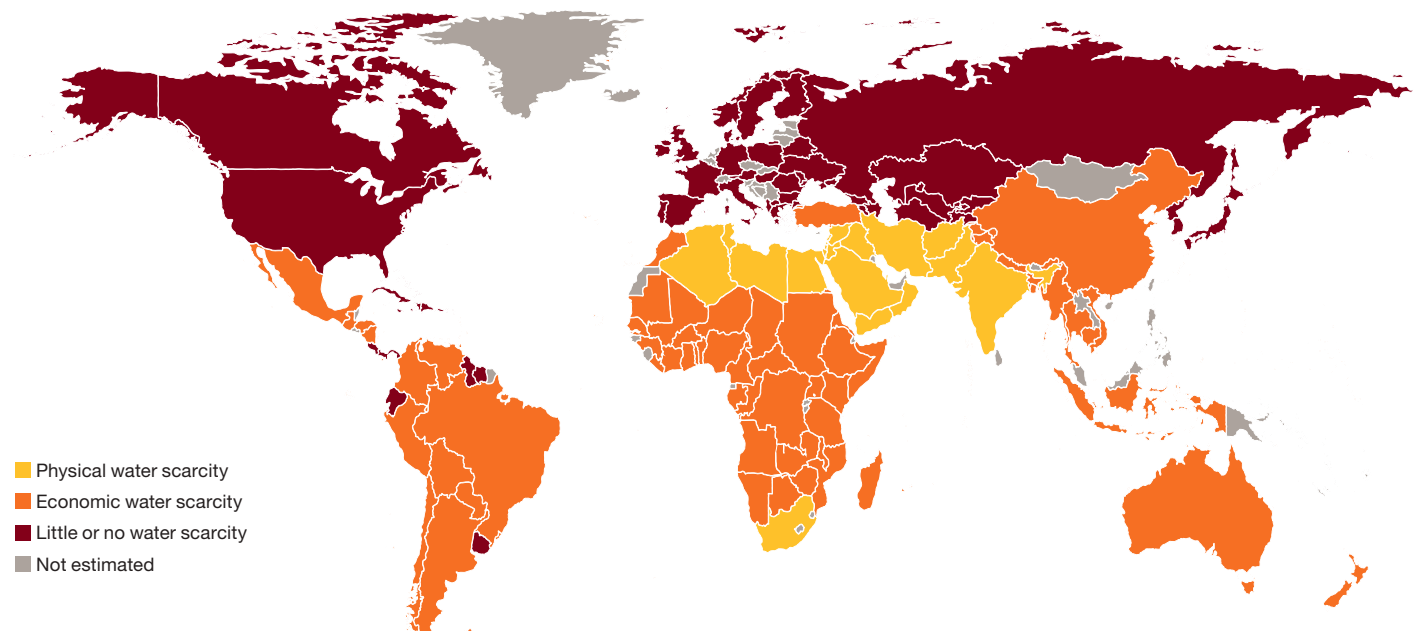 Physical water scarcity
Economic water scarcity
Little or no water scarcity
Not estimated